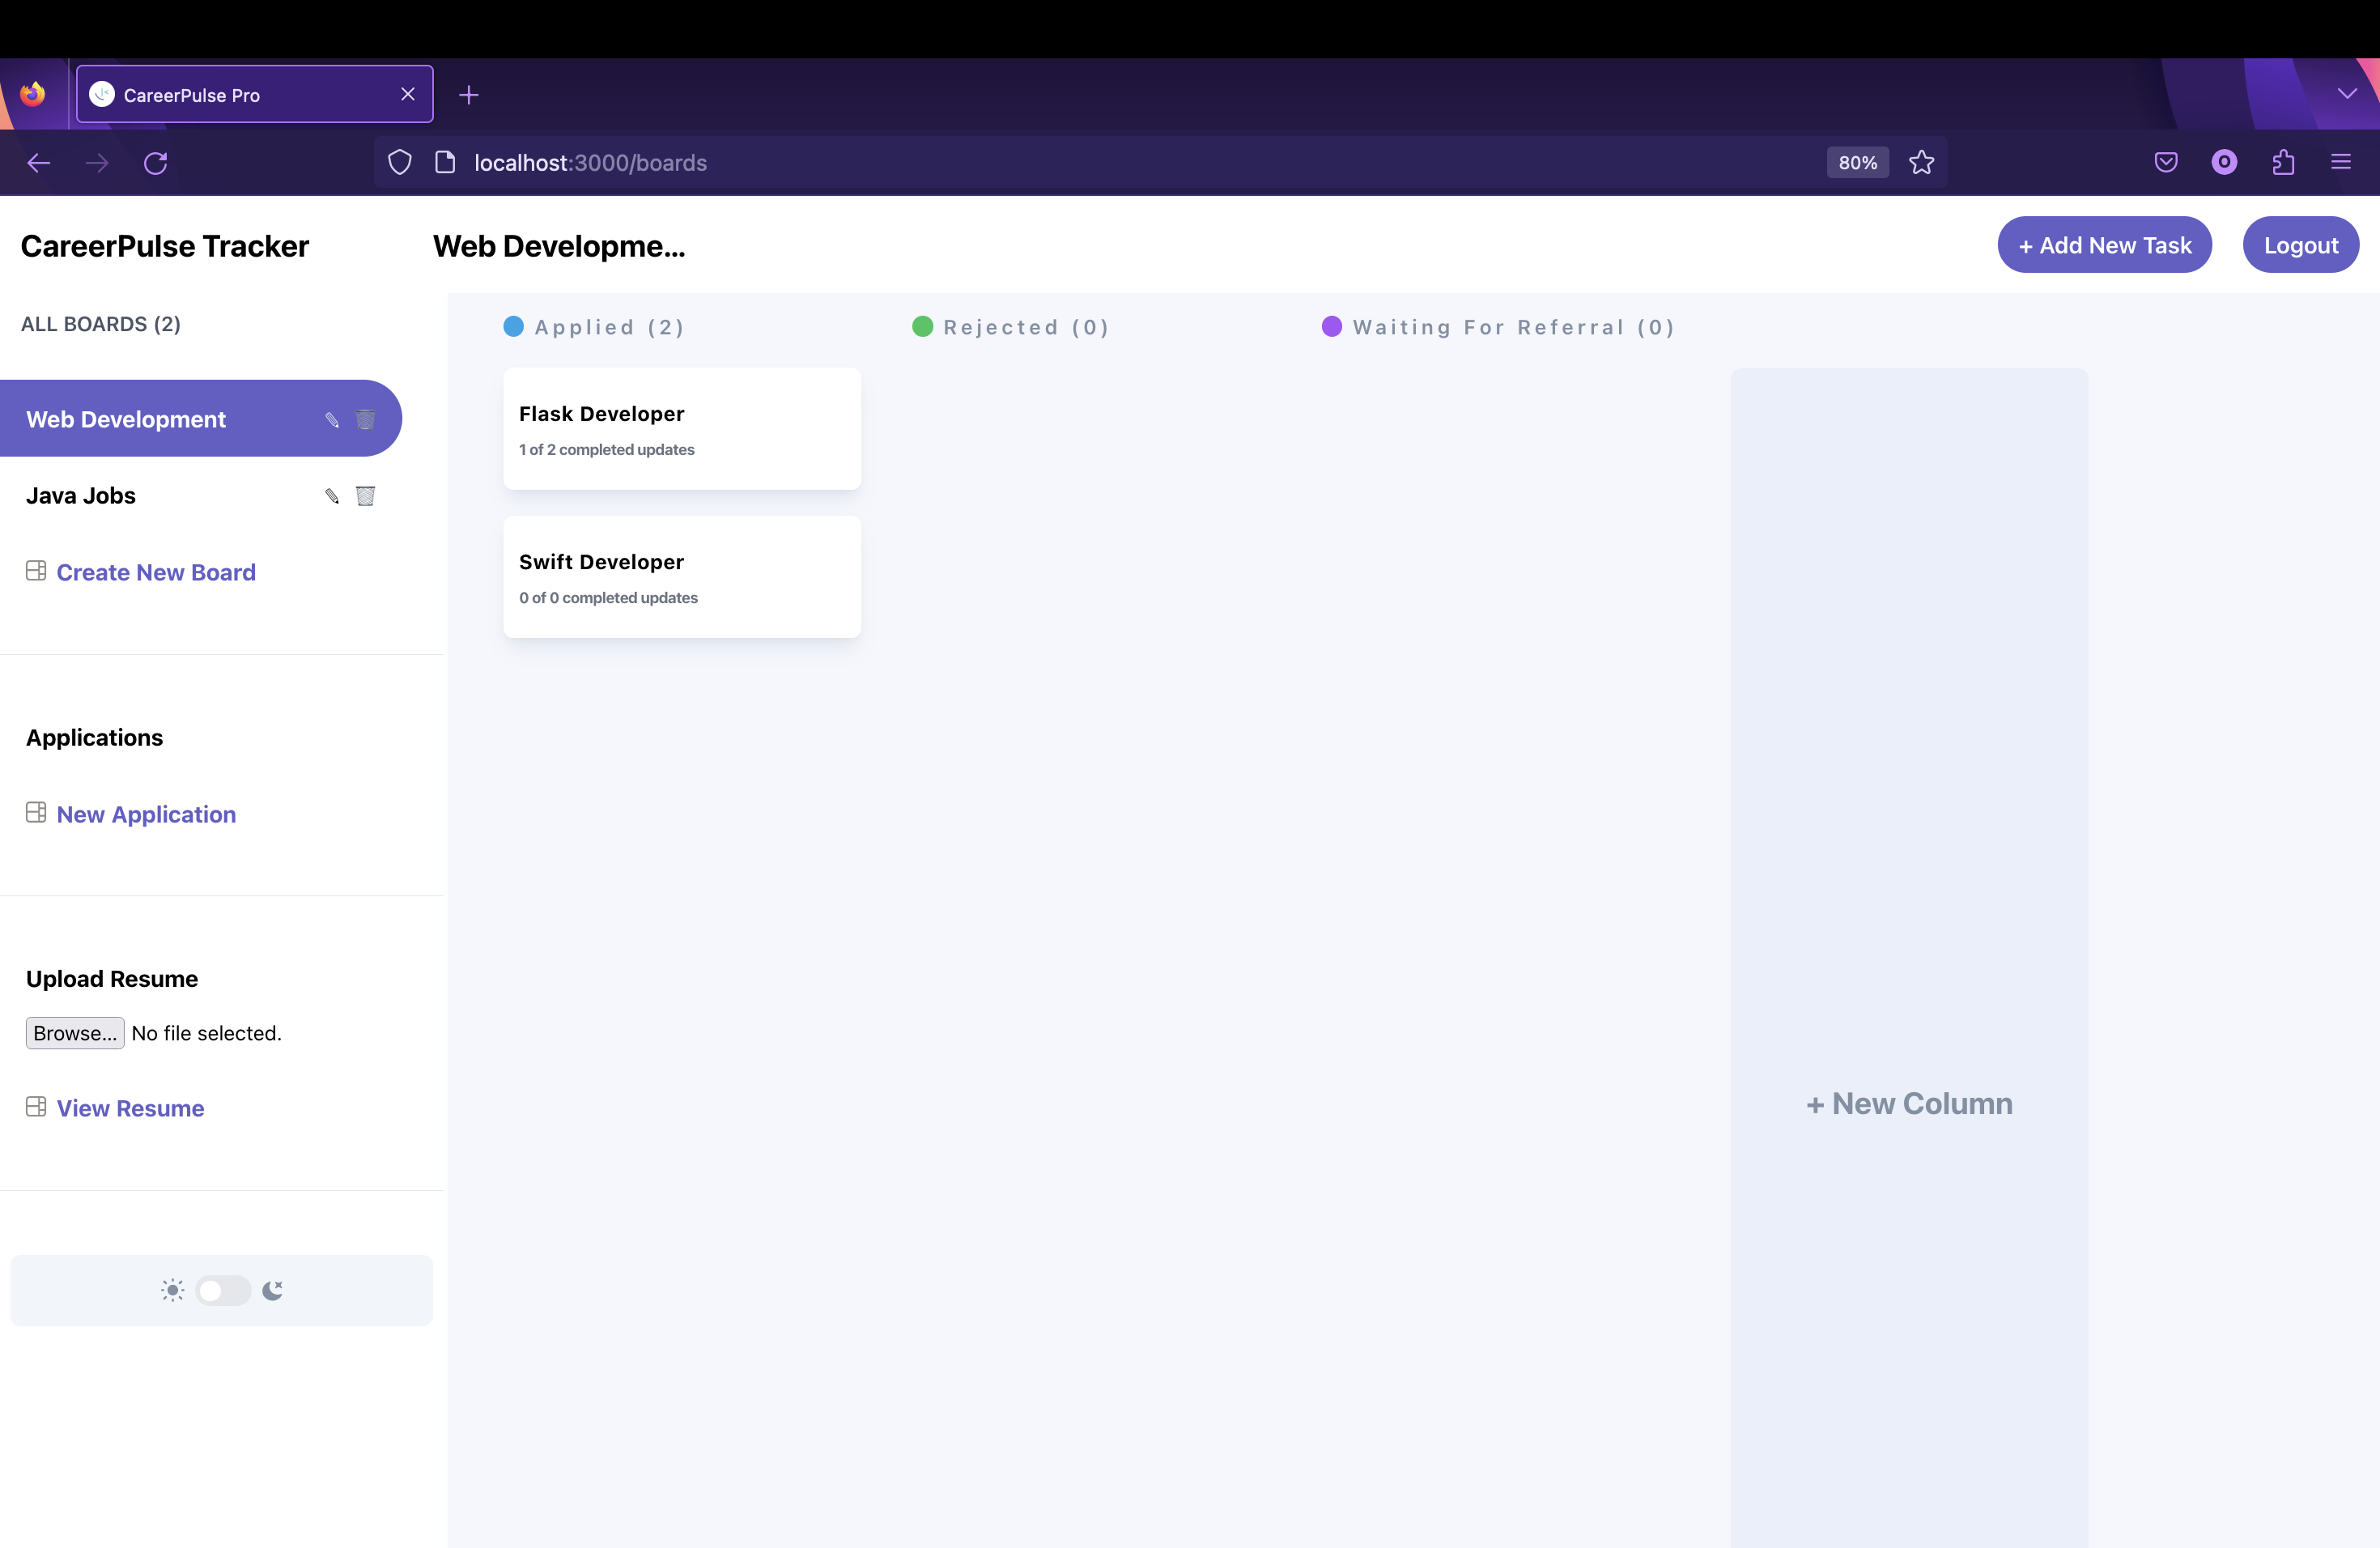 CareerPulse Pro
localhost:3000/boards
80%
CareerPulse Tracker
Web Developme...
+ Add New Task
Logout
ALL BOARDS (2)
Web Development
Java Jobs
Create New Board
Applications
New Application
Upload Resume
Browse... No file selected.
View Resume
Applied (2)
Flask Developer
1 of 2 completed updates
Swift Developer
0 of 0 completed updates
Rejected (0)
Waiting For Referral (0)
+ New Column